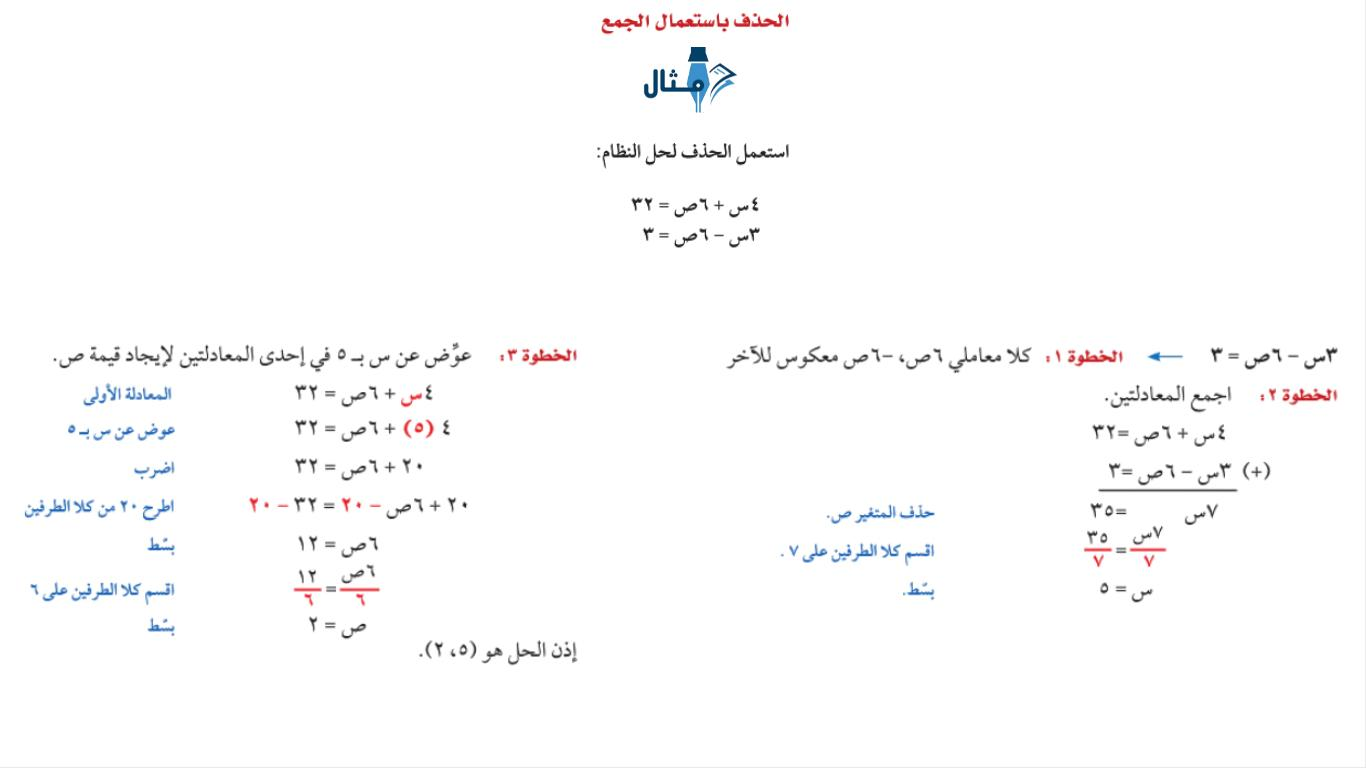 الحذف باستعمال الجمع
مثال
استعمل الحذف لحل النظام:
٤س + ٦ص = ٣٢
٣س − ٦ص = ٣
٣س − ٦ص = ٣ ← الخطوة ١: كلا معاملي ٦ص، −٦ص معكوس للآخر
الخطوة ٢: اجمع المعادلتين.
٤س + ٦ص =٣٢
(+) ٣س − ٦ص =٣
٧س =٣٥ حذف المتغير ص.
٧س/٧ = ٣٥/٧ اقسم كلا الطرفين على ٧ .
س = ٥ بسّط.
الخطوة ٣: عوِّض عن س بـ ٥ في إحدى المعادلتين لإيجاد قيمة ص.
٤س + ٦ص = ٣٢ المعادلة الأولى
٤ (٥) + ٦ص = ٣٢ عوض عن س بـ ٥
٢٠ + ٦ص = ٣٢ اضرب
٢٠ + ٦ص − ٢٠ = ٣٢ − ٢٠ اطرح ٢٠ من كلا الطرفين
٦ص = ١٢ بسّط
٦ص/٦ = ١٢/٦ اقسم كلا الطرفين على ٦
ص = ٢ بسّط
إذن الحل هو (٥، ٢).